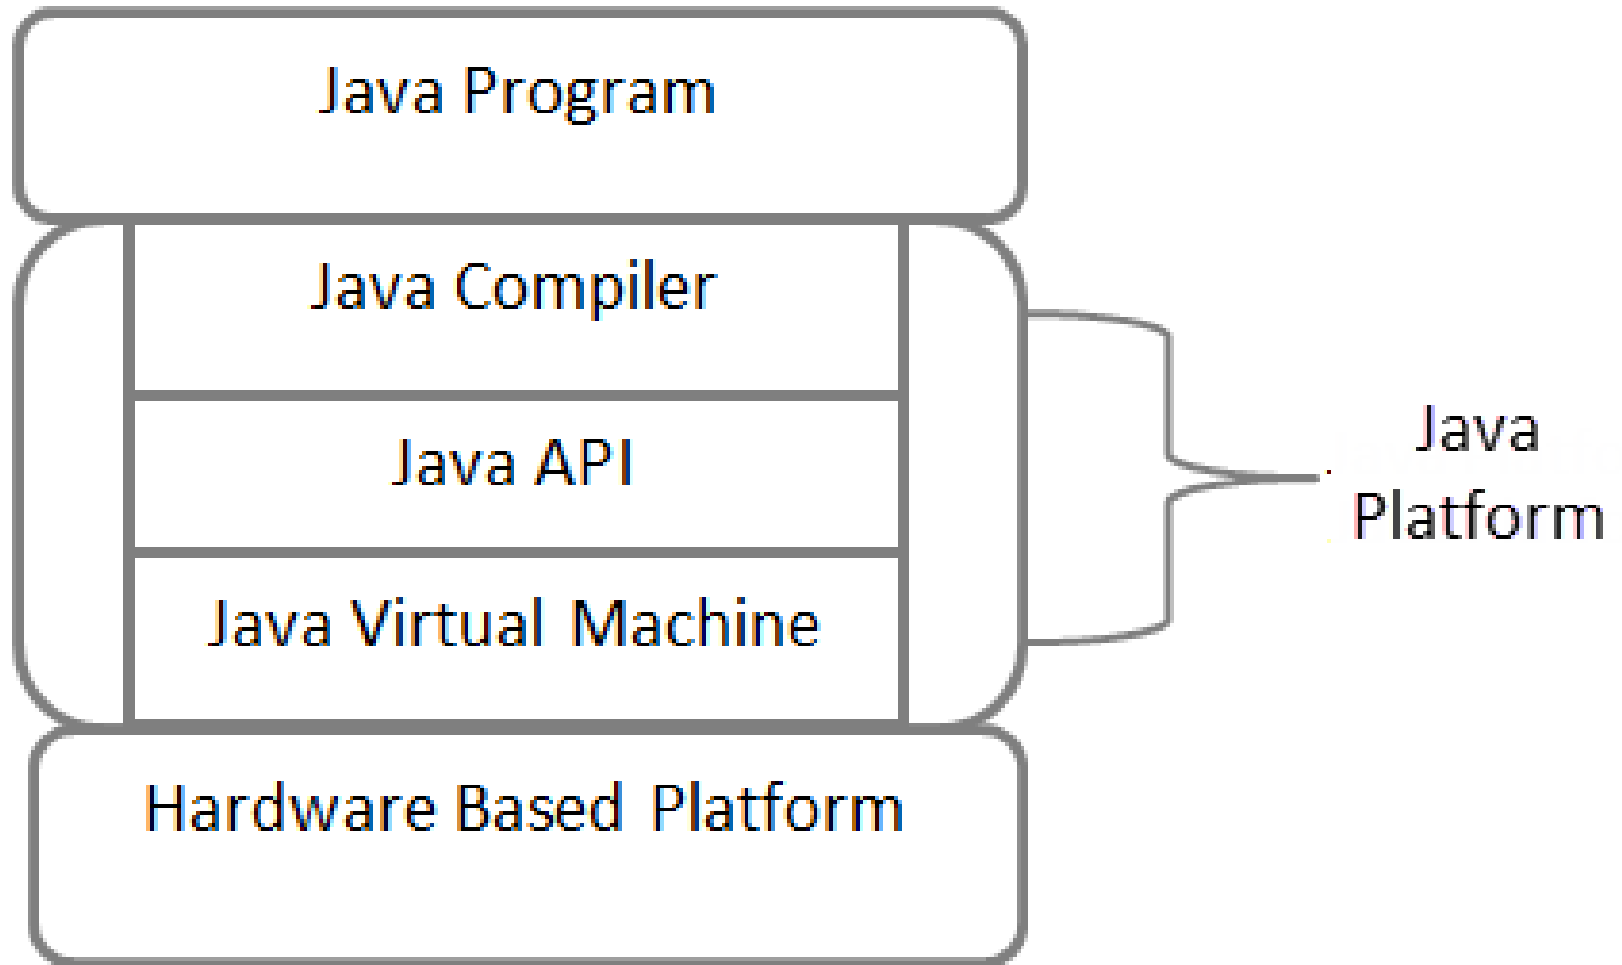 Java Program
Java Compiler
Java API
Java Virtual Machine
Hardware Based Platform
Java
Platform